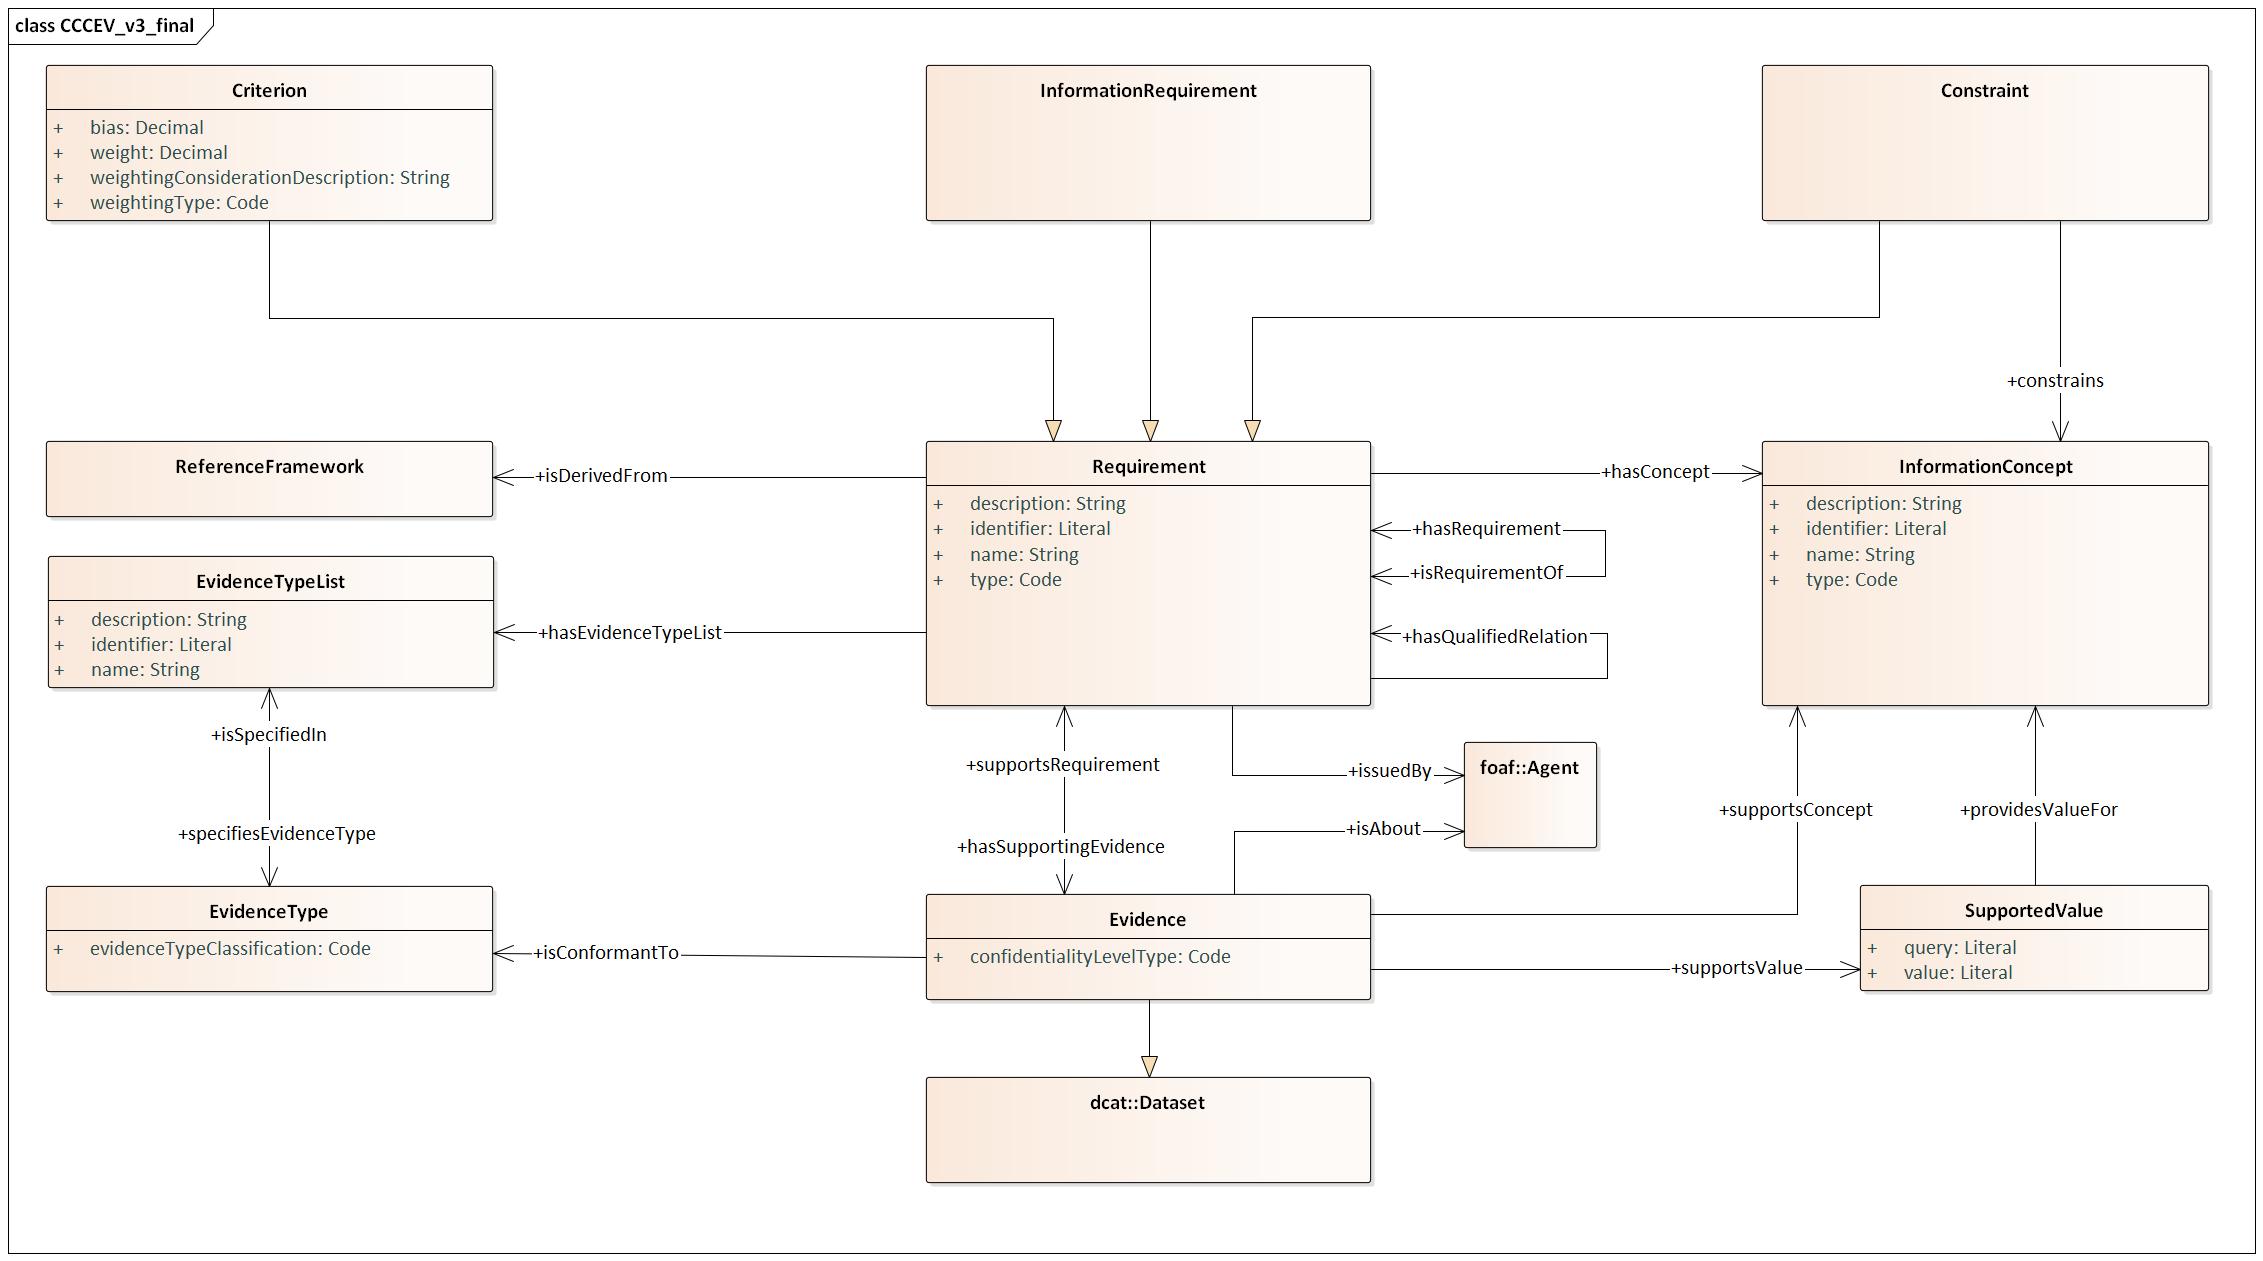 class CCCEV_v3_final
Criterion
+ bias: Decimal
+ weight: Decimal
+ weightingConsiderationDescription: String
+ weightingType: Code
InformationRequirement
Constraint
+constrains
ReferenceFramework
+isDerivedFrom
Requirement
+ description: String
+ identifier: Literal
+ name: String
+ type: Code
+hasConcept
+hasRequirement
+isRequirementOf
+hasQualifiedRelation
InformationConcept
+ description: String
+ identifier: Literal
+ name: String
+ type: Code
EvidenceTypeList
+ description: String
+ identifier: Literal
+ name: String
+hasEvidenceTypeList
+isSpecifiedIn
+specifiesEvidenceType
+supportsRequirement
+hasSupportingEvidence
+issuedBy
+isAbout
foaf::Agent
+supportsConcept
+providesValueFor
EvidenceType
+ evidenceTypeClassification: Code
+isConformantTo
Evidence
+ confidentialityLevelType: Code
+supportsValue
SupportedValue
+ query: Literal
+ value: Literal
dcat::Dataset